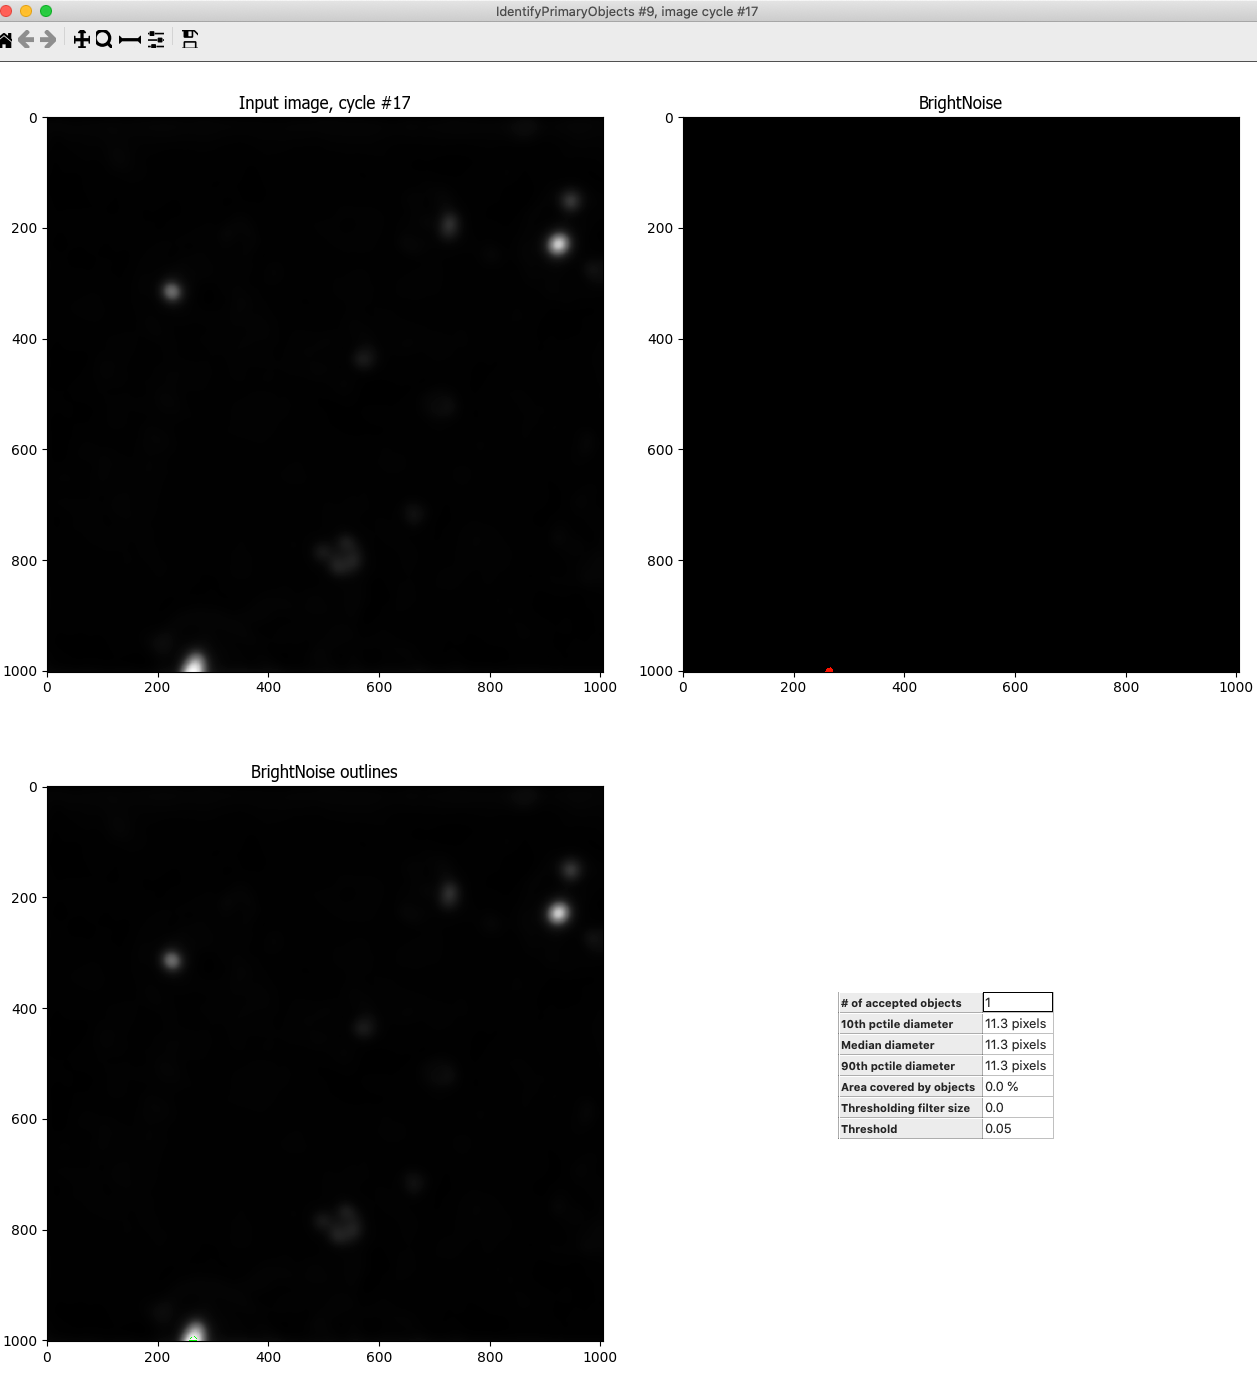 IdentifyPrimaryObjects #9, image cycle #17
Input image, cycle #17
0
200
400
600
800
1000
0 200 400 600 800 1000
BrightNoise
0
200
400
600
800
1000
0 200 400 600 800 1000
BrightNoise outlines
0
200
400
600
800
1000
0 200 400 600 800 1000
# of accepted objects 1
10th pctile diameter 11.3 pixels
Median diameter 11.3 pixels
90th pctile diameter 11.3 pixels
Area covered by objects 0.0 %
Thresholding filter size 0.0
Threshold 0.05